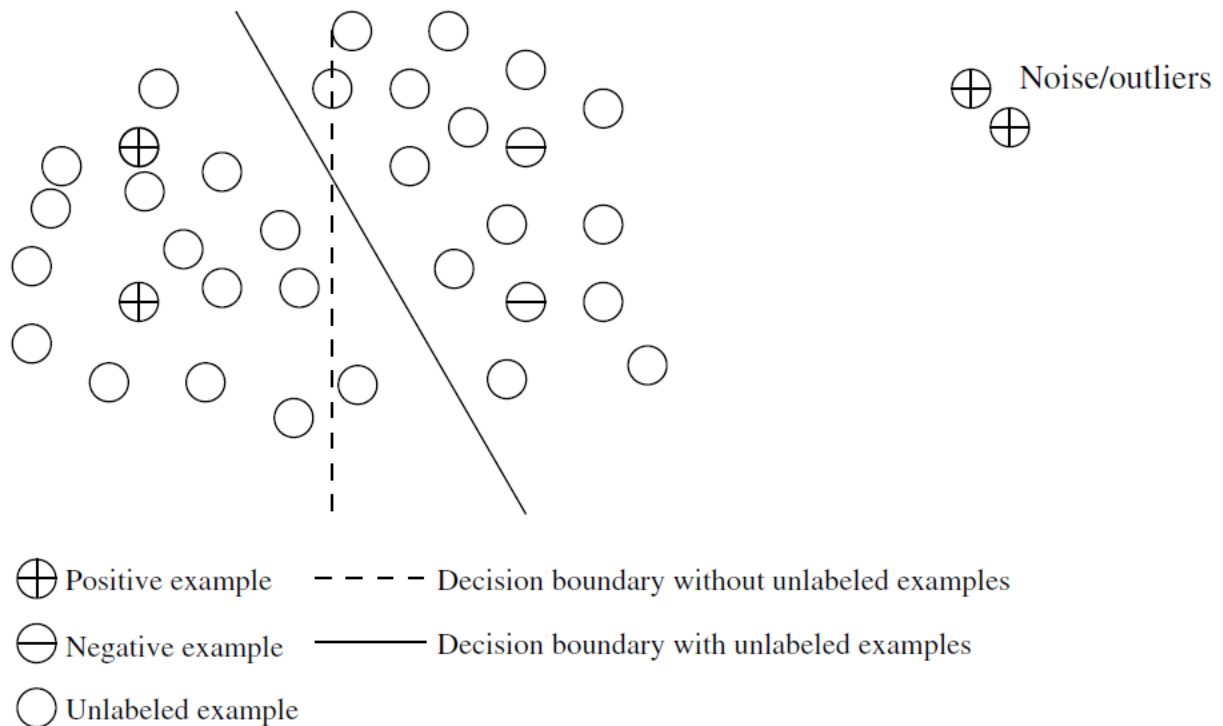 Noise/outliers
Positive example
Decision boundary without unlabeled examples
Negative example
Decision boundary with unlabeled examples
Unlabeled example